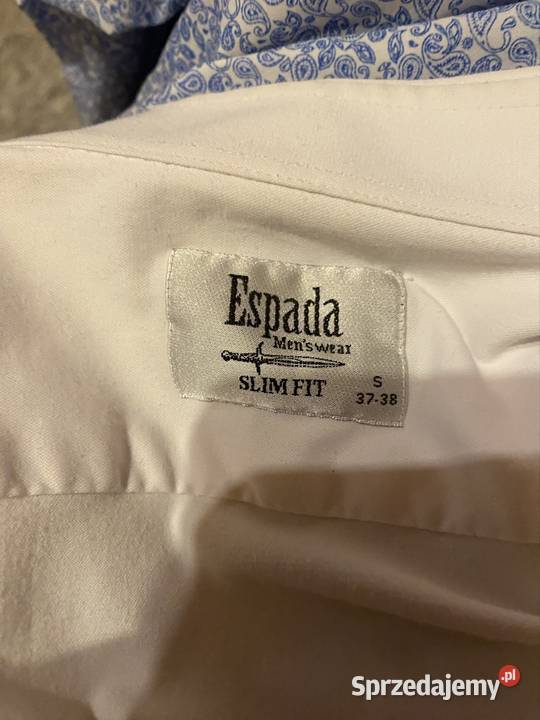 Espada
Men's wear
SLIM FIT
S
37-38
Sprzedajemy.pl